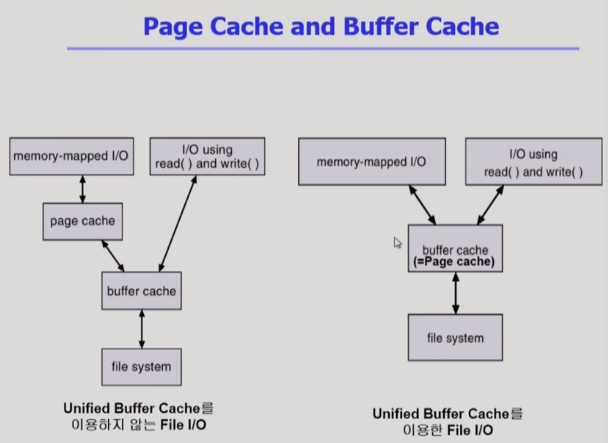 Page Cache and Buffer Cache
memory-mapped I/O
I/O using
read( ) and write( )
page cache
buffer cache
file system
Unified Buffer Cache를
이용하지 않는 File I/O
memory-mapped I/O
I/O using
read( ) and write( )
buffer cache
(=Page cache)
file system
Unified Buffer Cache를
이용한 File I/O